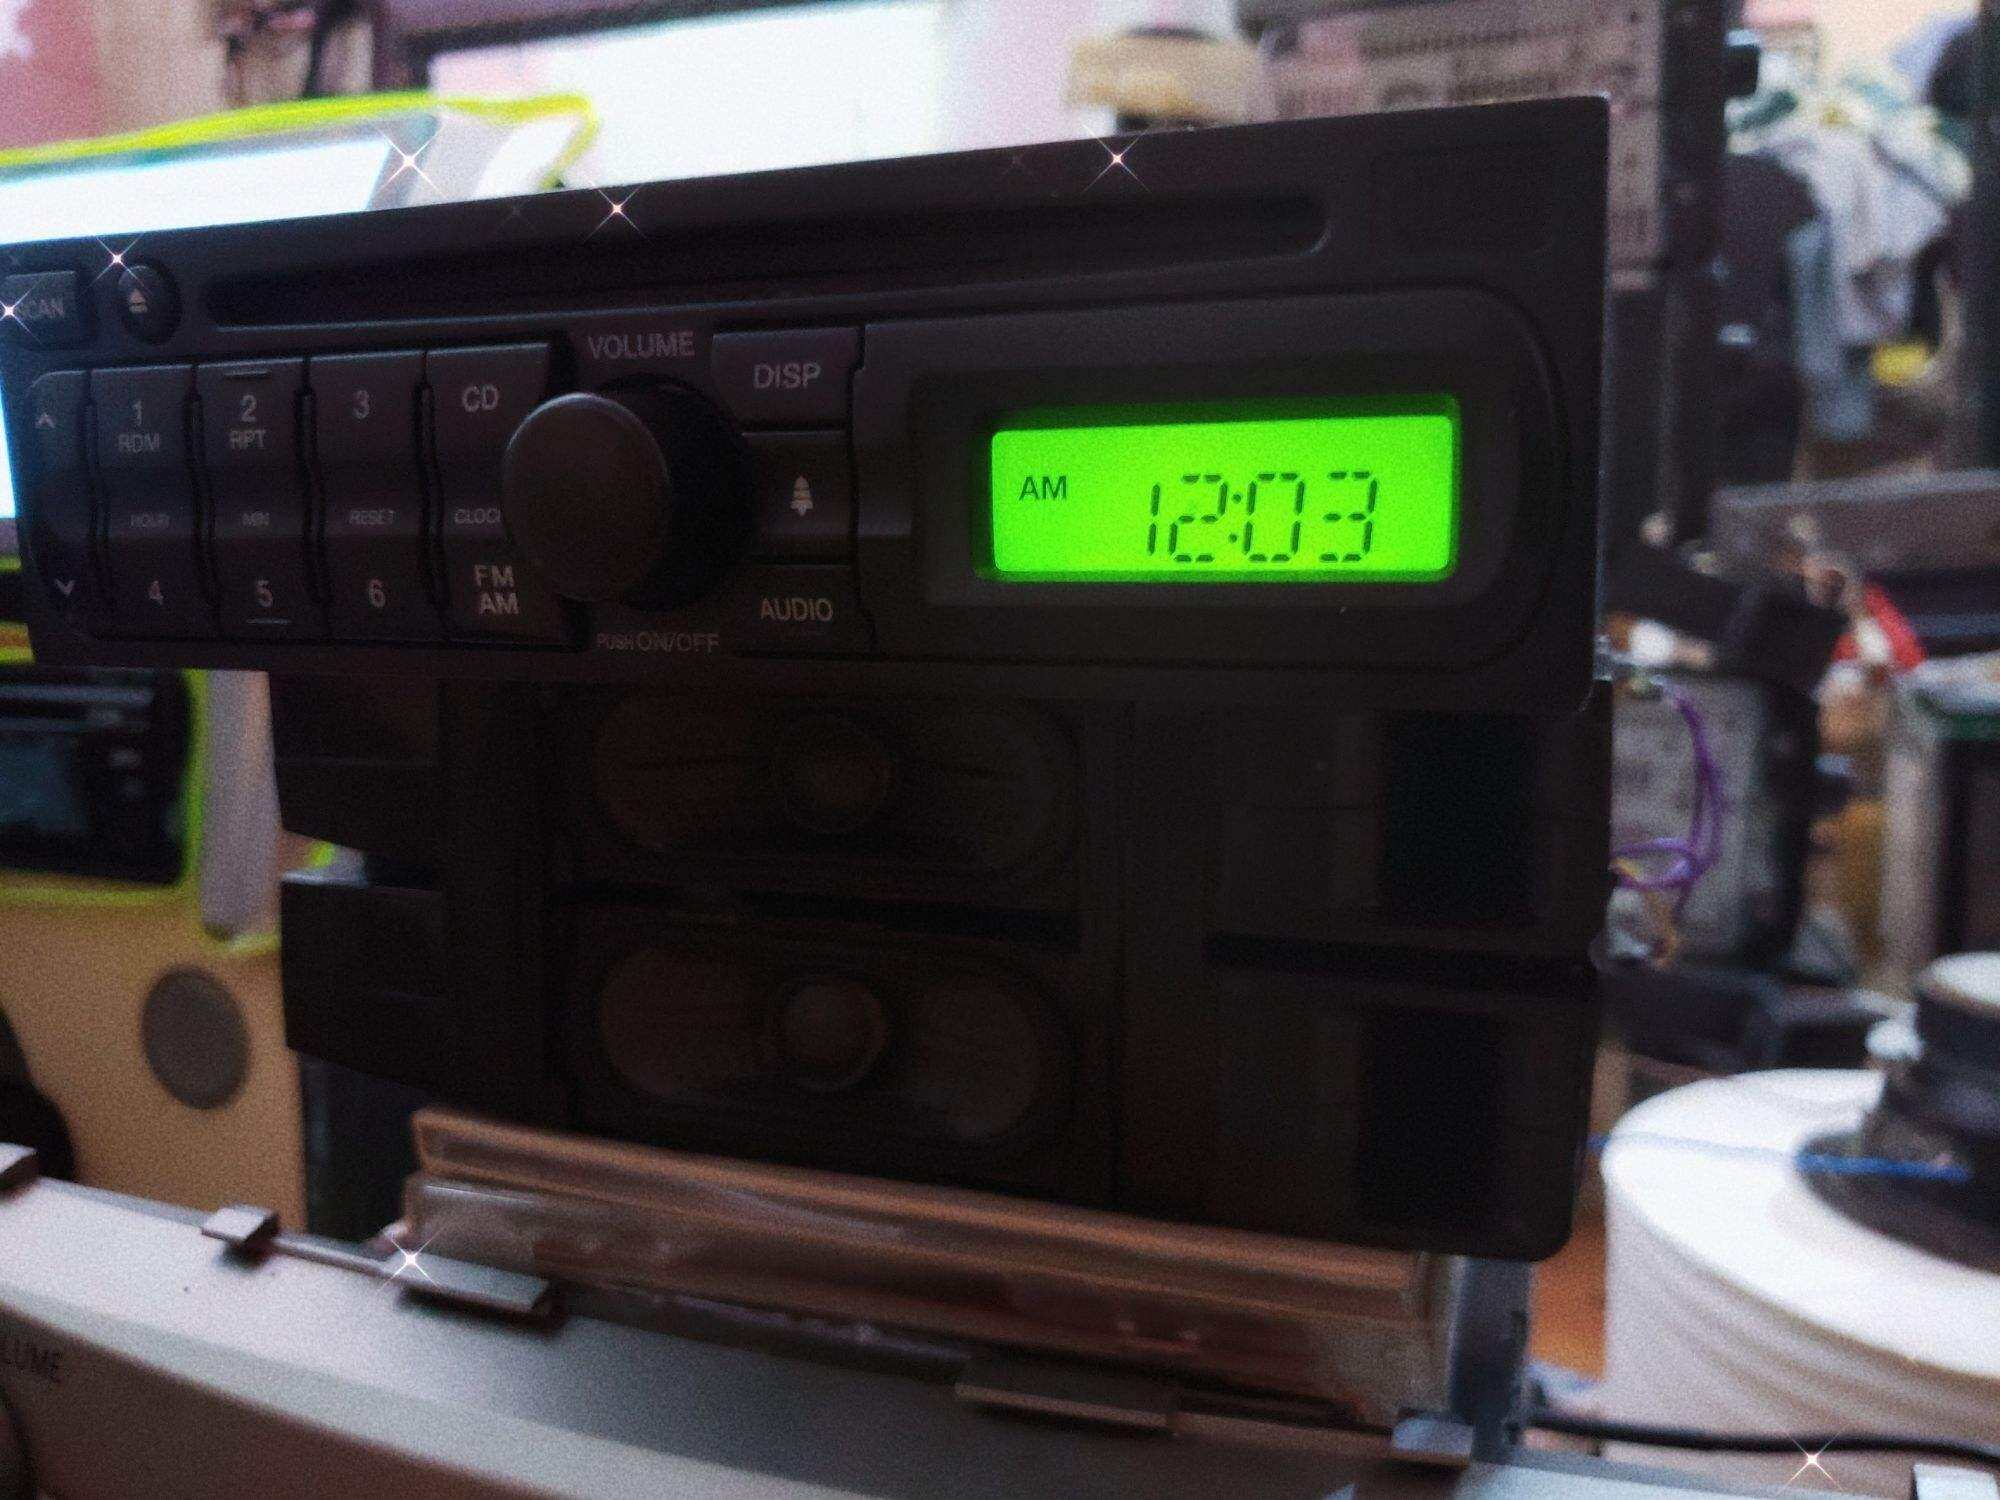 SCAN
VOLUME
DISP
1
RDM
2
RPT
3
CD
AM 12:03
HOUR
MIN
RESET
CLOCK
4
5
6
FM
AM
AUDIO
PUSH ON/OFF